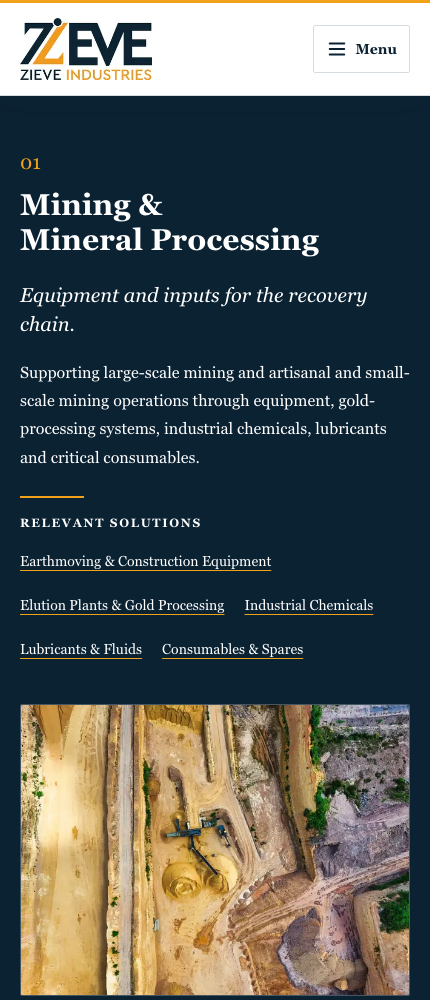 ZIEVE
ZIEVE INDUSTRIES
Menu
01
Mining &
Mineral Processing
Equipment and inputs for the recovery
chain.
Supporting large-scale mining and artisanal and small-
scale mining operations through equipment, gold-
processing systems, industrial chemicals, lubricants
and critical consumables.
RELEVANT SOLUTIONS
Earthmoving & Construction Equipment
Elution Plants & Gold Processing Industrial Chemicals
Lubricants & Fluids Consumables & Spares